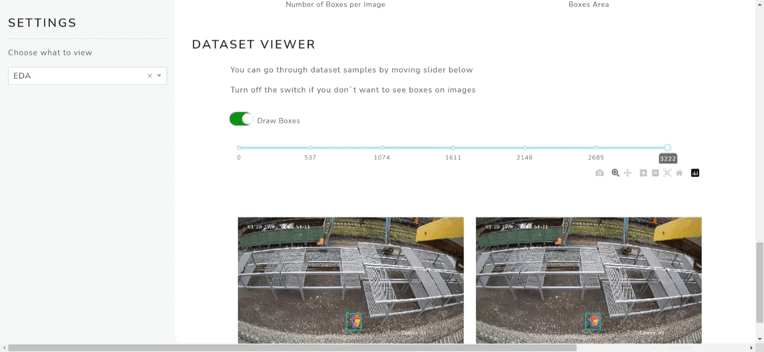 Number of Boxes per Image
Boxes Area
SETTINGS
DATASET VIEWER
Choose what to view
EDA
You can go through dataset samples by moving slider below
Turn off the switch if you don`t want to see boxes on images
Draw Boxes
0
537
1074
1611
2148
2685
3222